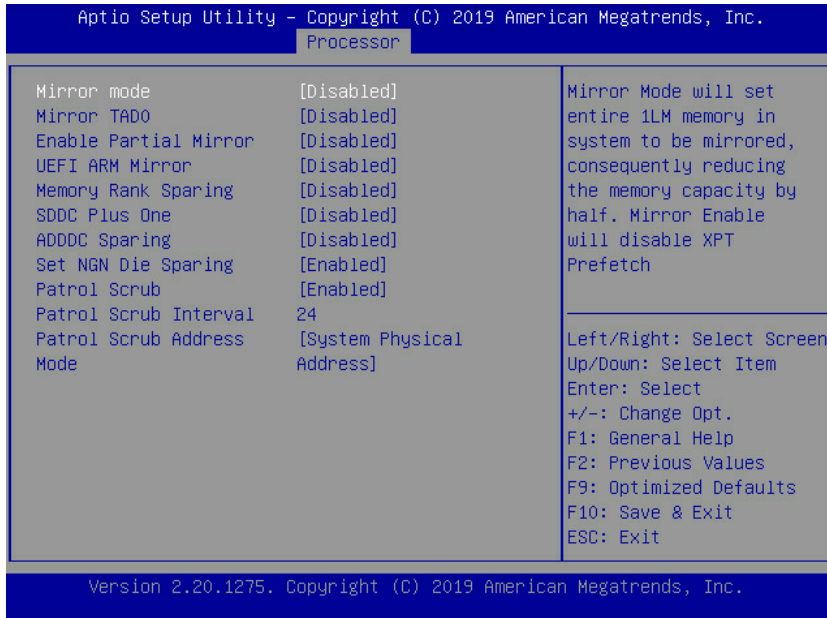 Aptio Setup Utility – Copyright (C) 2019 American Megatrends, Inc.
Processor
Mirror mode [Disabled]
Mirror TAD0 [Disabled]
Enable Partial Mirror [Disabled]
UEFI ARM Mirror [Disabled]
Memory Rank Sparing [Disabled]
SDDC Plus One [Disabled]
ADDDC Sparing [Disabled]
Set NGN Die Sparing [Enabled]
Patrol Scrub [Enabled]
Patrol Scrub Interval 24
Patrol Scrub Address [System Physical
Mode Address]
Mirror Mode will set
entire 1LM memory in
system to be mirrored,
consequently reducing
the memory capacity by
half. Mirror Enable
will disable XPT
Prefetch
Left/Right: Select Screen
Up/Down: Select Item
Enter: Select
+/-: Change Opt.
F1: General Help
F2: Previous Values
F9: Optimized Defaults
F10: Save & Exit
ESC: Exit
Version 2.20.1275. Copyright (C) 2019 American Megatrends, Inc.